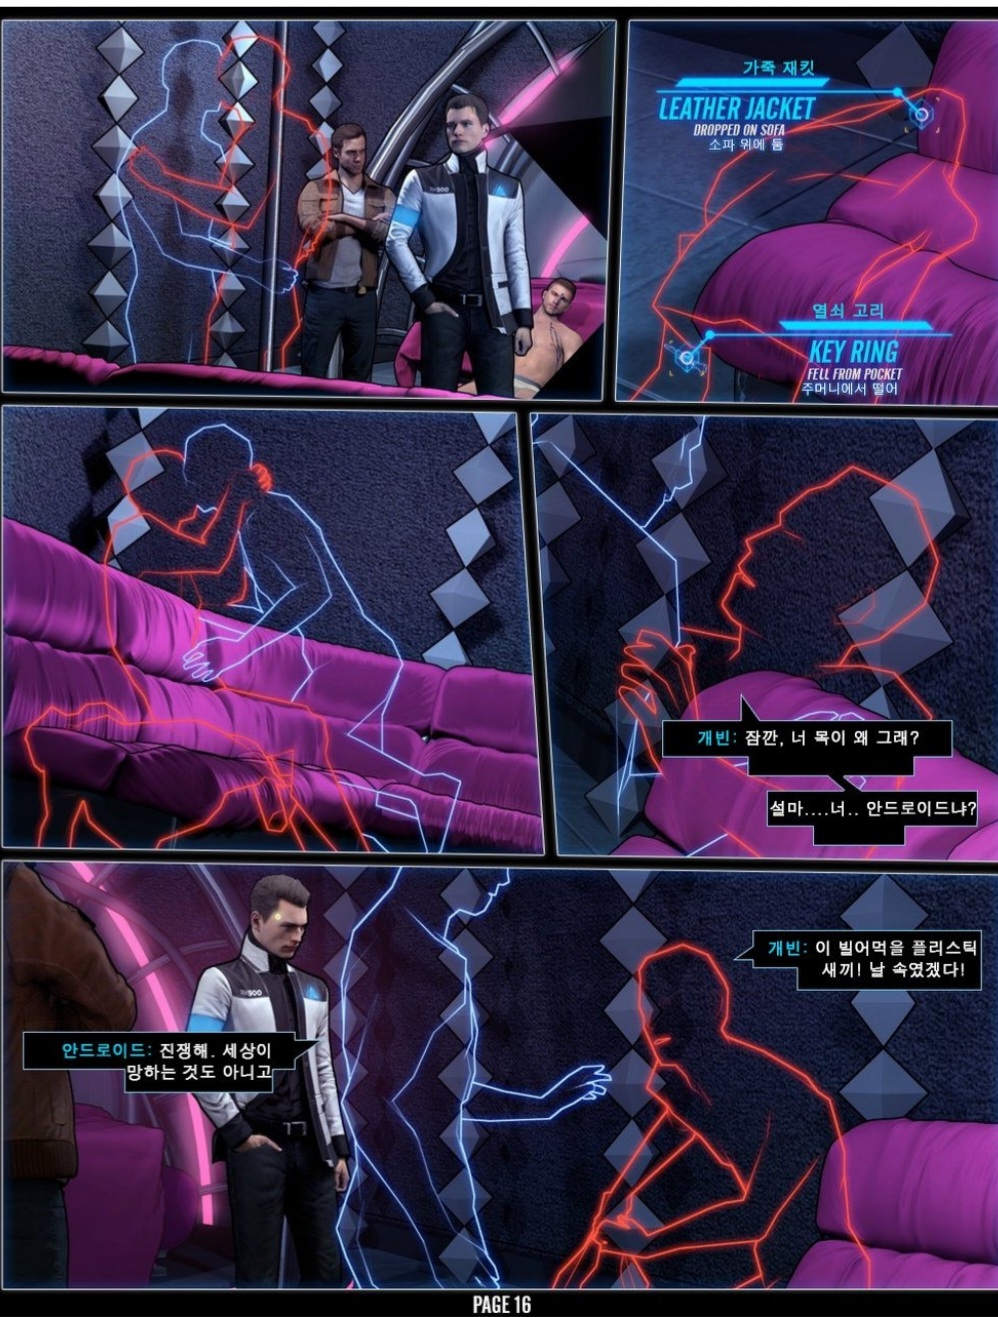 RK900
가죽 재킷
LEATHER JACKET
DROPPED ON SOFA
소파 위에 둠
열쇠 고리
KEY RING
FELL FROM POCKET
주머니에서 떨어
개빈: 잠깐, 너 목이 왜 그래?
설마....너.. 안드로이드냐?
개빈: 이 빌어먹을 플리스틱
새끼! 날 속였겠다!
안드로이드: 진쟁해. 세상이
망하는 것도 아니고
PAGE 16